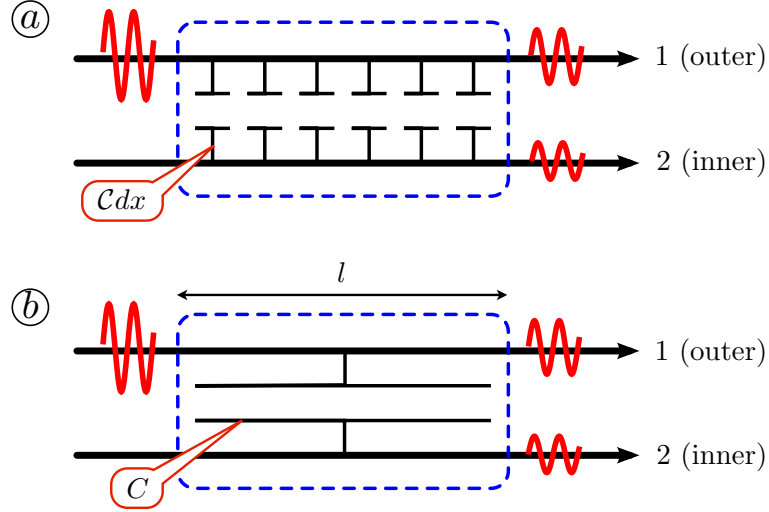 a
1 (outer)
2 (inner)
𝒞dx
b
l
1 (outer)
2 (inner)
C